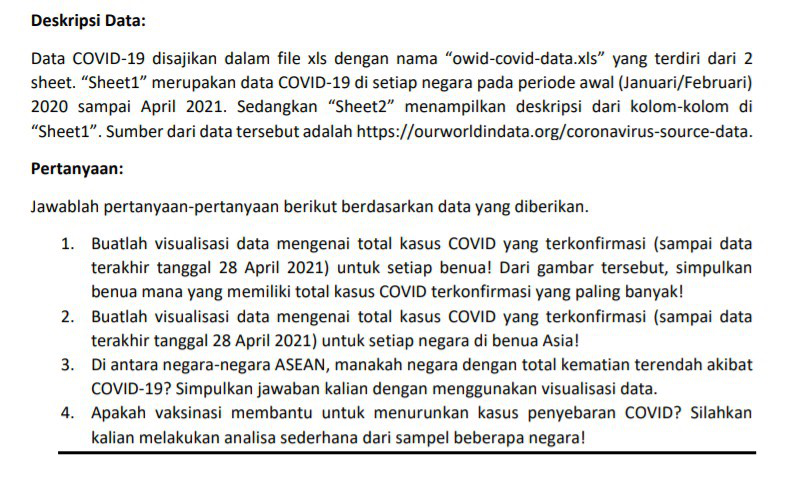 Deskripsi Data:
Data COVID-19 disajikan dalam file xls dengan nama “owid-covid-data.xls” yang terdiri dari 2
sheet. “Sheet1” merupakan data COVID-19 di setiap negara pada periode awal (Januari/Februari)
2020 sampai April 2021. Sedangkan “Sheet2” menampilkan deskripsi dari kolom-kolom di
“Sheet1”. Sumber dari data tersebut adalah https://ourworldindata.org/coronavirus-source-data.
Pertanyaan:
Jawablah pertanyaan-pertanyaan berikut berdasarkan data yang diberikan.
1. Buatlah visualisasi data mengenai total kasus COVID yang terkonfirmasi (sampai data
terakhir tanggal 28 April 2021) untuk setiap benua! Dari gambar tersebut, simpulkan
benua mana yang memiliki total kasus COVID terkonfirmasi yang paling banyak!
2. Buatlah visualisasi data mengenai total kasus COVID yang terkonfirmasi (sampai data
terakhir tanggal 28 April 2021) untuk setiap negara di benua Asia!
3. Di antara negara-negara ASEAN, manakah negara dengan total kematian terendah akibat
COVID-19? Simpulkan jawaban kalian dengan menggunakan visualisasi data.
4. Apakah vaksinasi membantu untuk menurunkan kasus penyebaran COVID? Silahkan
kalian melakukan analisa sederhana dari sampel beberapa negara!